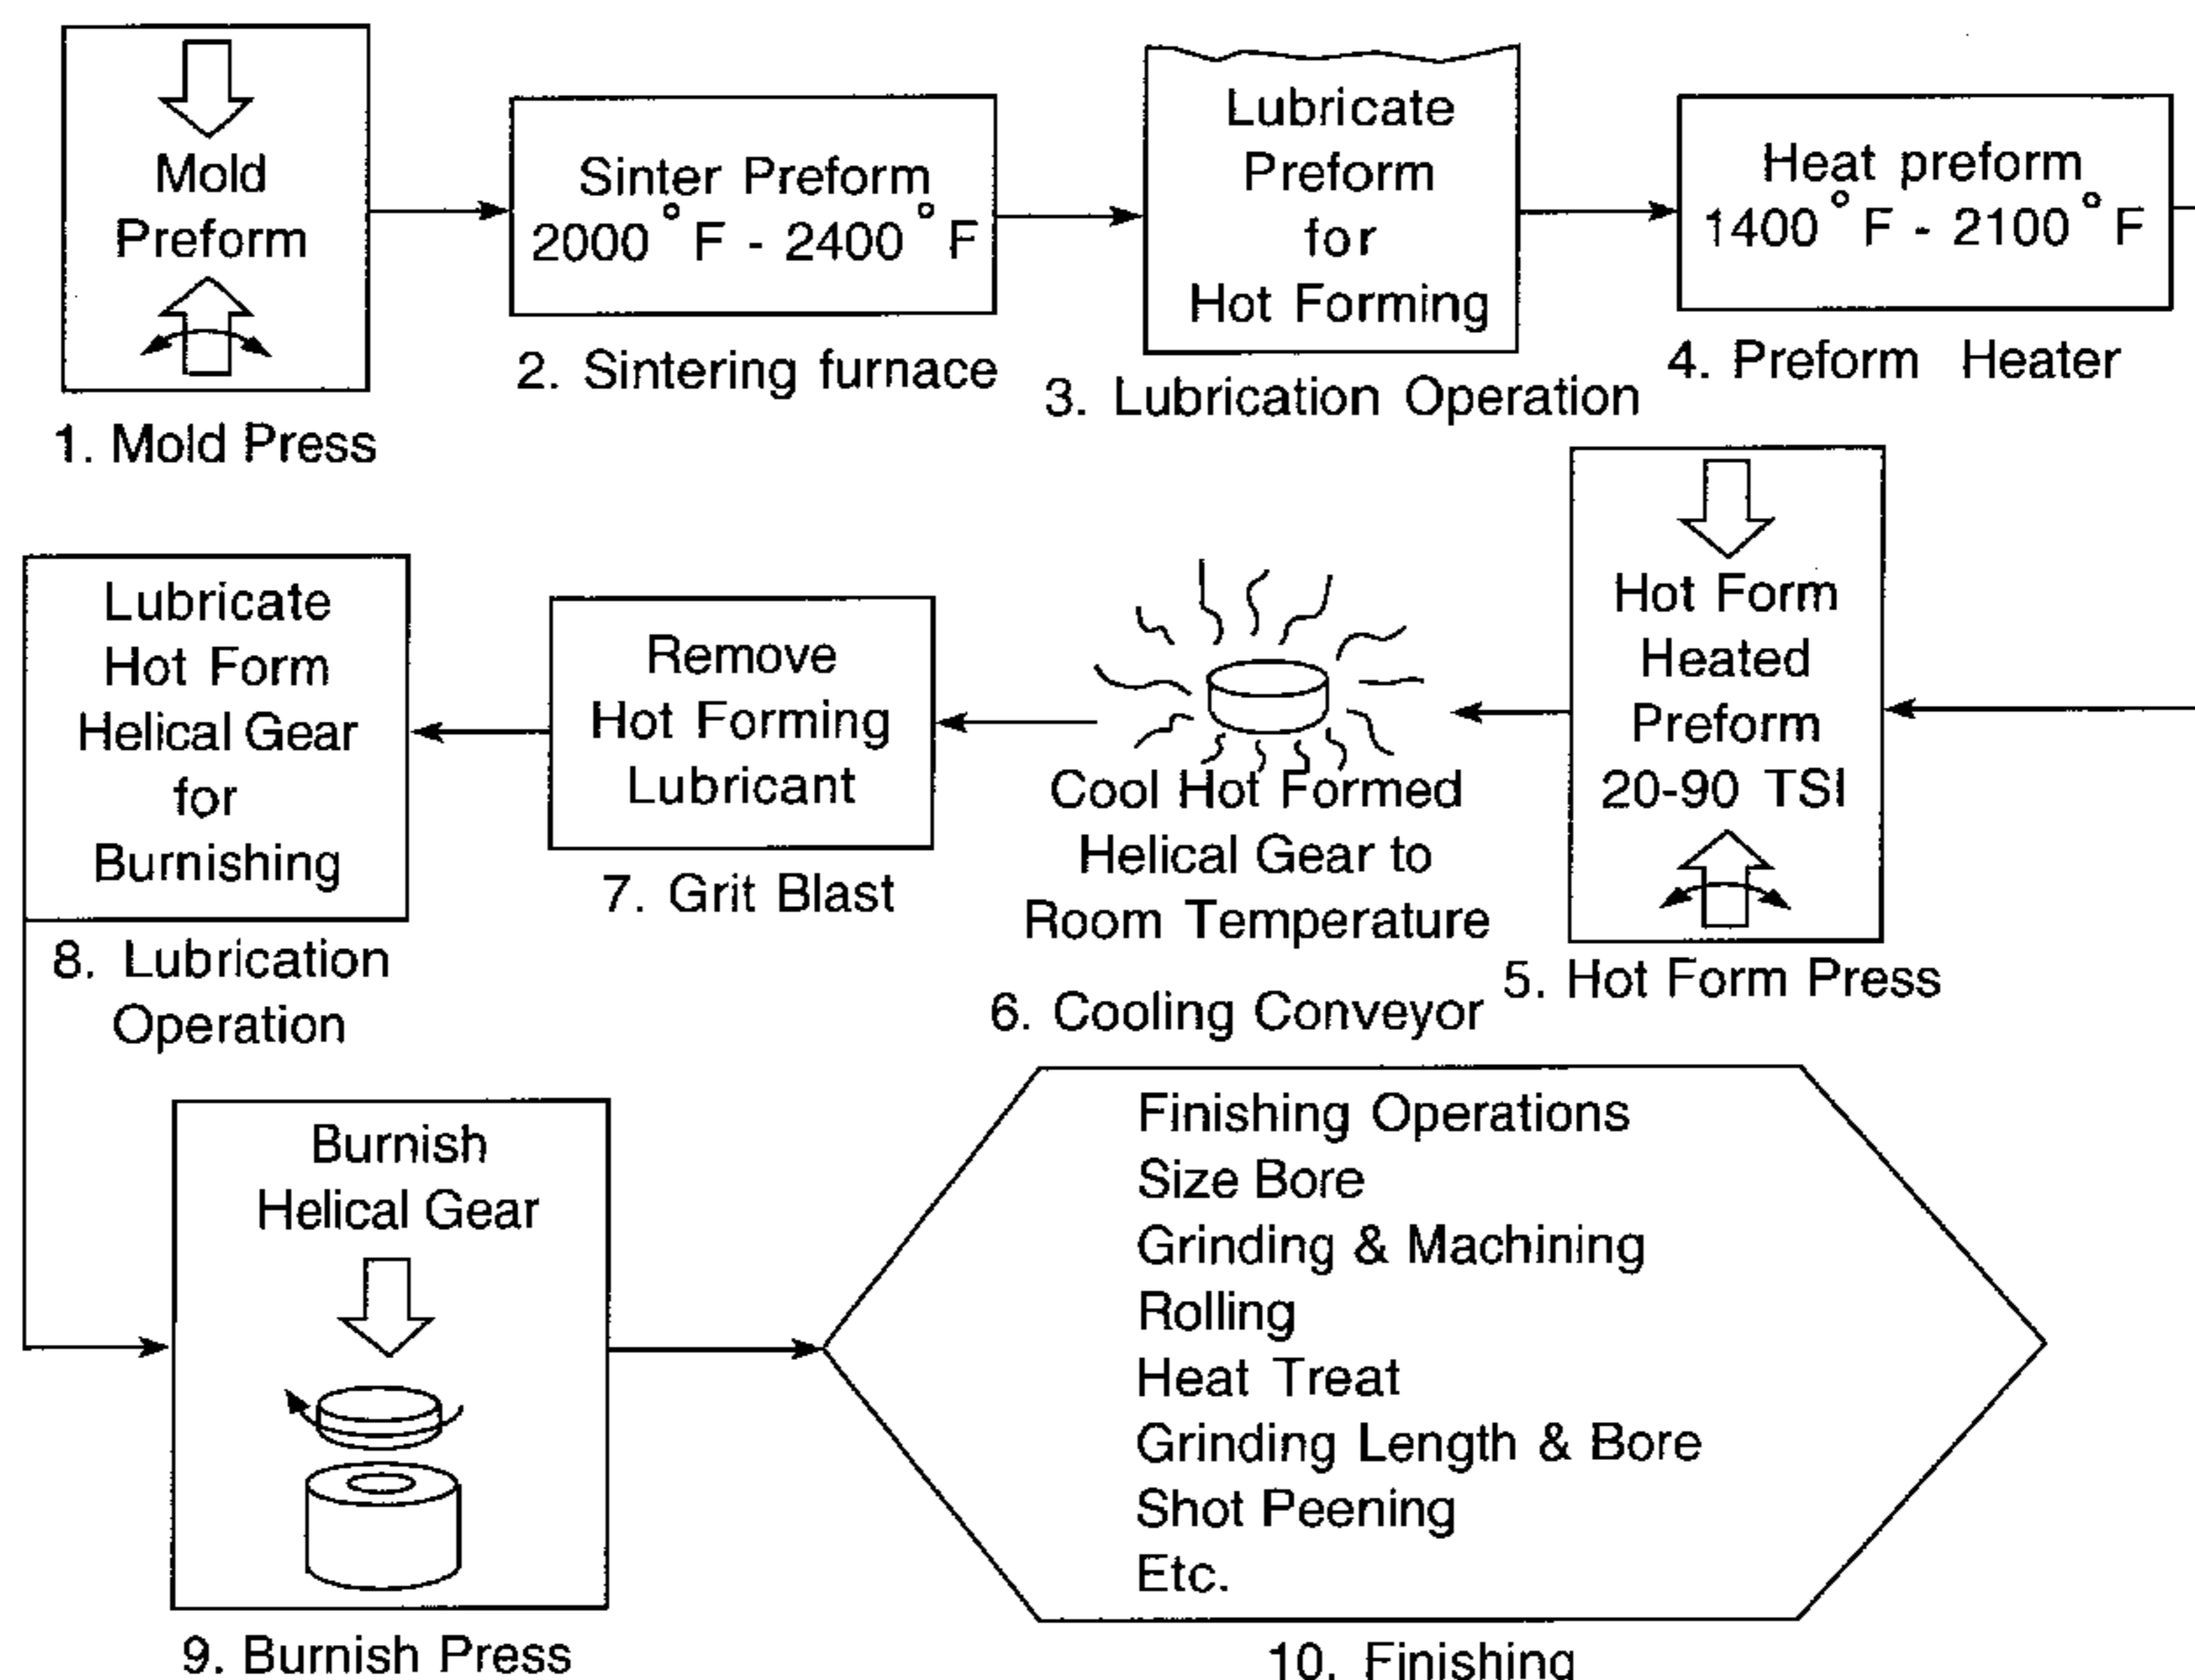 Mold
Preform
1. Mold Press
Sinter Preform
2000°F - 2400°F
2. Sintering furnace
Lubricate
Preform
for
Hot Forming
3. Lubrication Operation
Heat preform
1400°F - 2100°F
4. Preform Heater
Hot Form
Heated
Preform
20-90 TSI
5. Hot Form Press
Cool Hot Formed
Helical Gear to
Room Temperature
6. Cooling Conveyor
Remove
Hot Forming
Lubricant
7. Grit Blast
Lubricate
Hot Form
Helical Gear
for
Burnishing
8. Lubrication
Operation
Burnish
Helical Gear
9. Burnish Press
Finishing Operations
Size Bore
Grinding & Machining
Rolling
Heat Treat
Grinding Length & Bore
Shot Peening
Etc.
10. Finishing